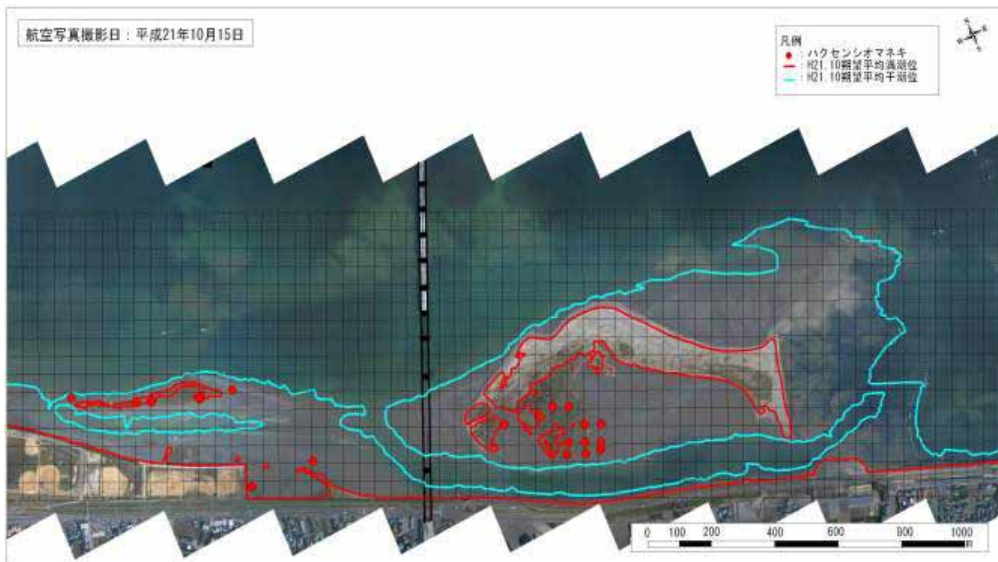 航空写真撮影日：平成21年10月15日
凡例
：ハクセンシオマネキ
：H21.10朔望平均満潮位
：H21.10朔望平均干潮位
0 100 200 400 600 800 1000